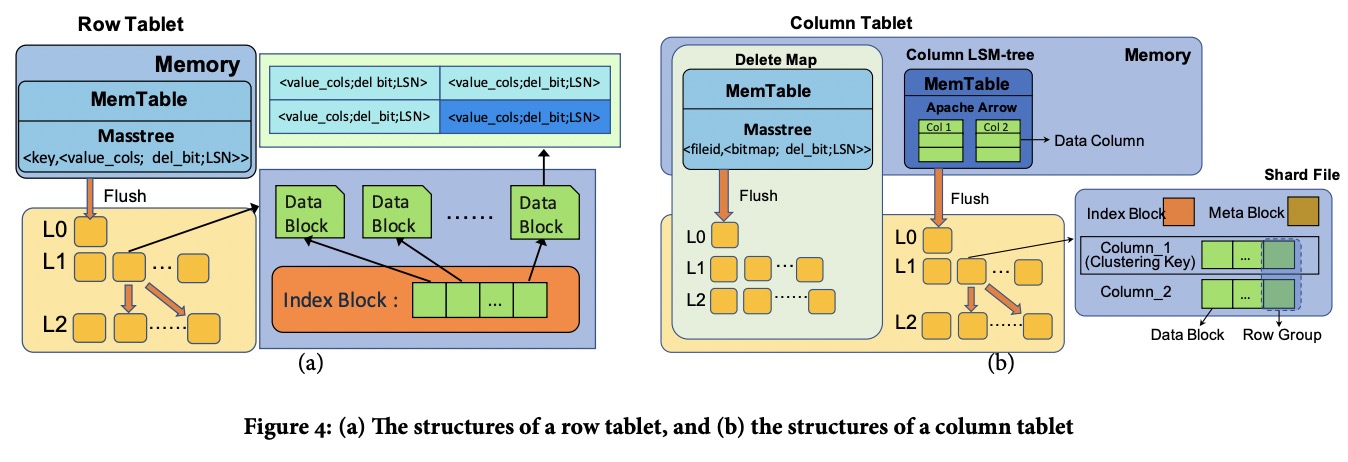 Row Tablet
Memory
MemTable
Masstree
<key,<value_cols; del_bit;LSN>>
Flush
L0
L1
...
L2
......
<value_cols;del bit;LSN>
<value_cols;del_bit;LSN>
<value_cols;del_bit;LSN>
<value_cols;del_bit;LSN>
Data
Block
Data
Block
......
Data
Block
Index Block :
...
(a)
Column Tablet
Memory
Delete Map
MemTable
Masstree
<fileid,<bitmap; del_bit;LSN>>
Flush
L0
L1
...
L2
......
Column LSM-tree
MemTable
Apache Arrow
Col 1
Col 2
Data Column
Flush
L0
L1
...
L2
......
Shard File
Index Block
Meta Block
Column_1
(Clustering Key)
...
Column_2
...
Data Block
Row Group
(b)
Figure 4: (a) The structures of a row tablet, and (b) the structures of a column tablet